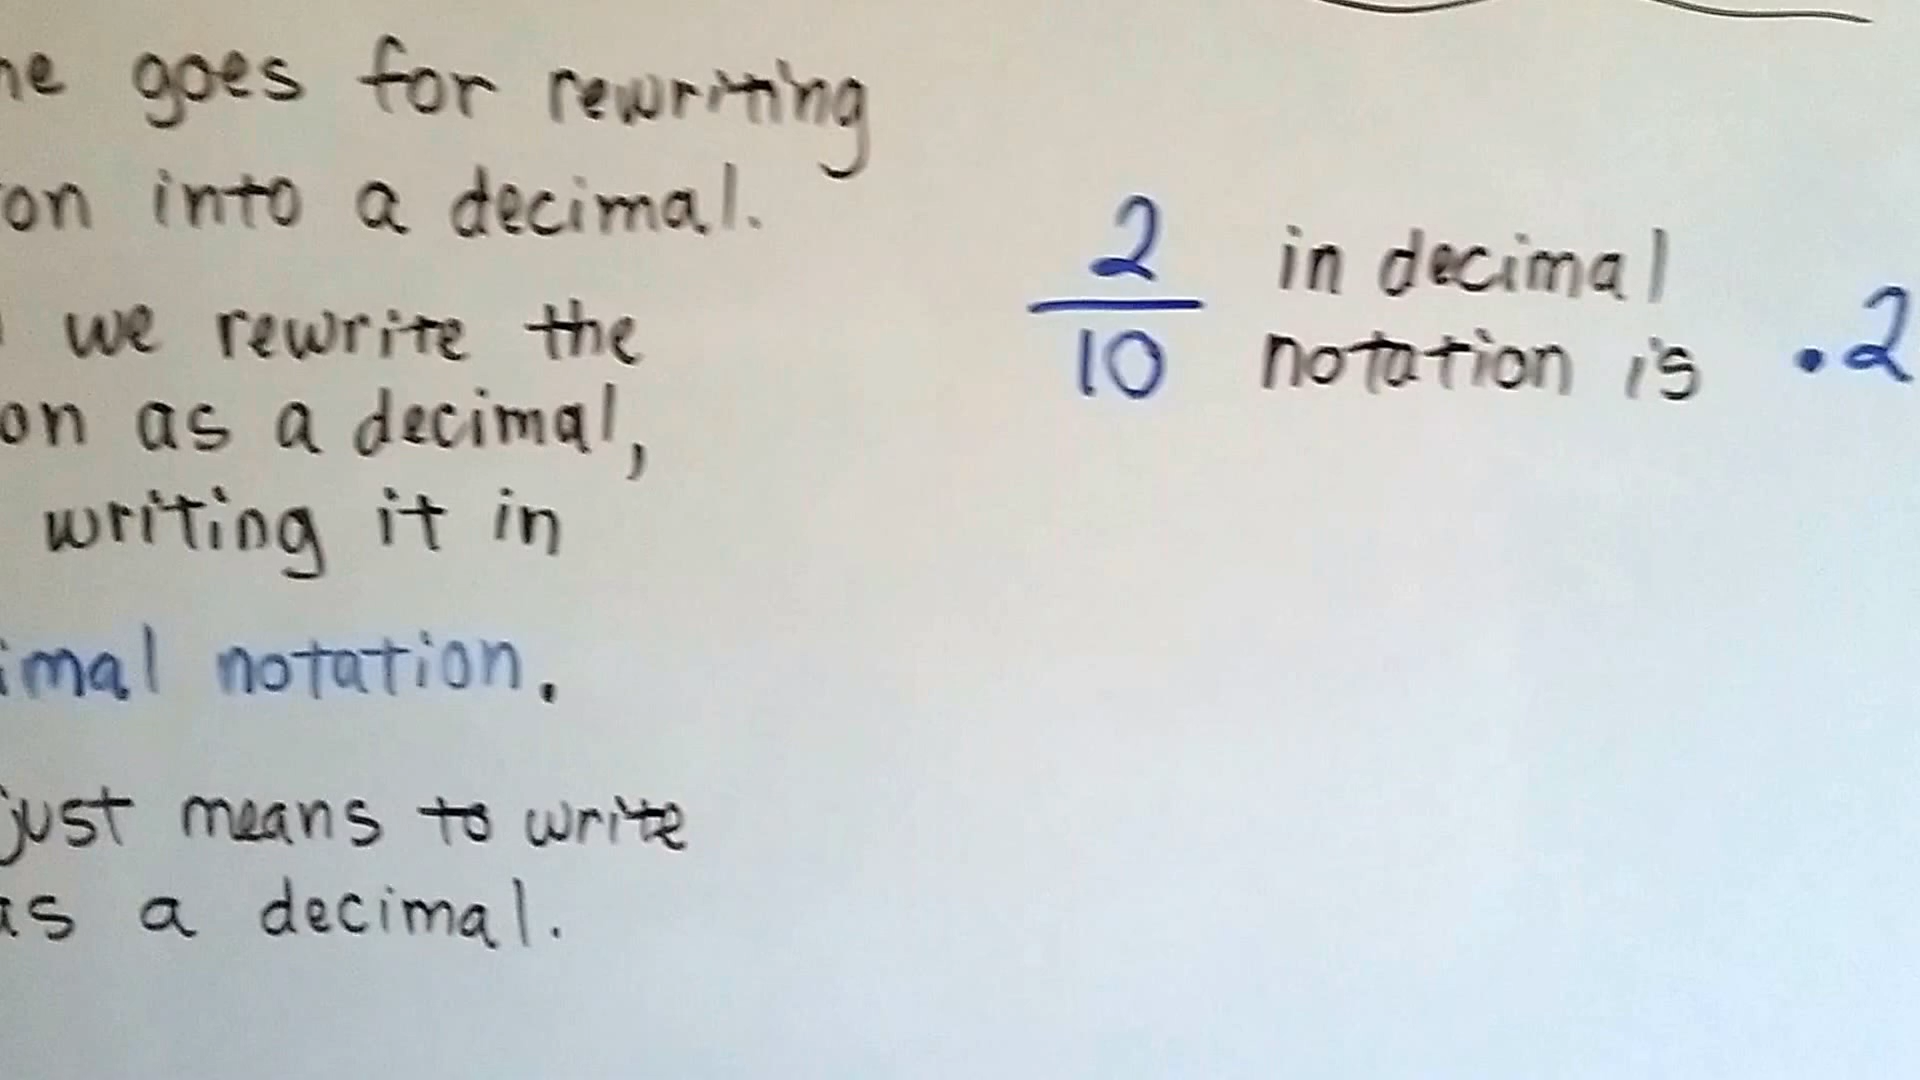 he goes for rewriting
on into a decimal.
we rewrite the
on as a decimal,
writing it in
imal notation.
just means to write
as a decimal.
2 in decimal
10 notation is .2